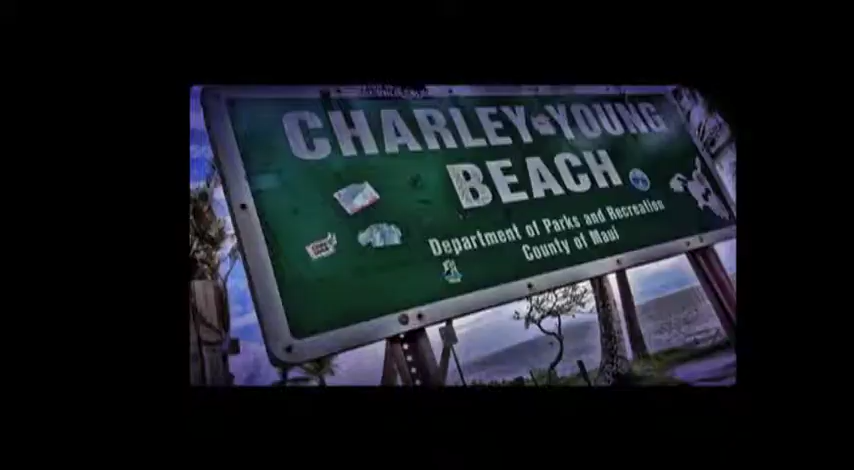 CHARLEY YOUNG
BEACH
Department of Parks and Recreation
County of Maui